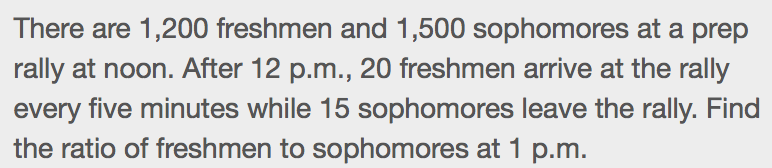 There are 1,200 freshmen and 1,500 sophomores at a prep
rally at noon. After 12 p.m., 20 freshmen arrive at the rally
every five minutes while 15 sophomores leave the rally. Find
the ratio of freshmen to sophomores at 1 p.m.